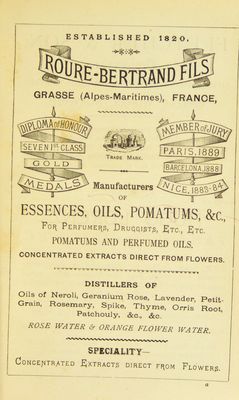 ESTABLISHED 1820.
ROURE-BERTRAND FILS
GRASSE (Alpes-Maritimes), FRANCE,
DIPLOMA of HONOUR
SEVEN 1ST CLASS
GOLD
MEDALS
TRADE MARK.
MEMBER of JURY
PARIS, 1889
BARCELONA, 1888
NICE, 1883-84
Manufacturers
OF
ESSENCES, OILS, POMATUMS, &C.,
FOR PERFUMERS, DRUGGISTS, ETC., ETC.
POMATUMS AND PERFUMED OILS.
CONCENTRATED EXTRACTS DIRECT FROM FLOWERS.
DISTILLERS OF
Oils of Neroli, Geranium Rose, Lavender, Petit-
Grain, Rosemary, Spike, Thyme, Orris Root,
Patchouly, &c., &c.
ROSE WATER & ORANGE FLOWER WATER.
SPECIALITY—
CONCENTRATED EXTRACTS DIRECT FROM FLOWERS.
a